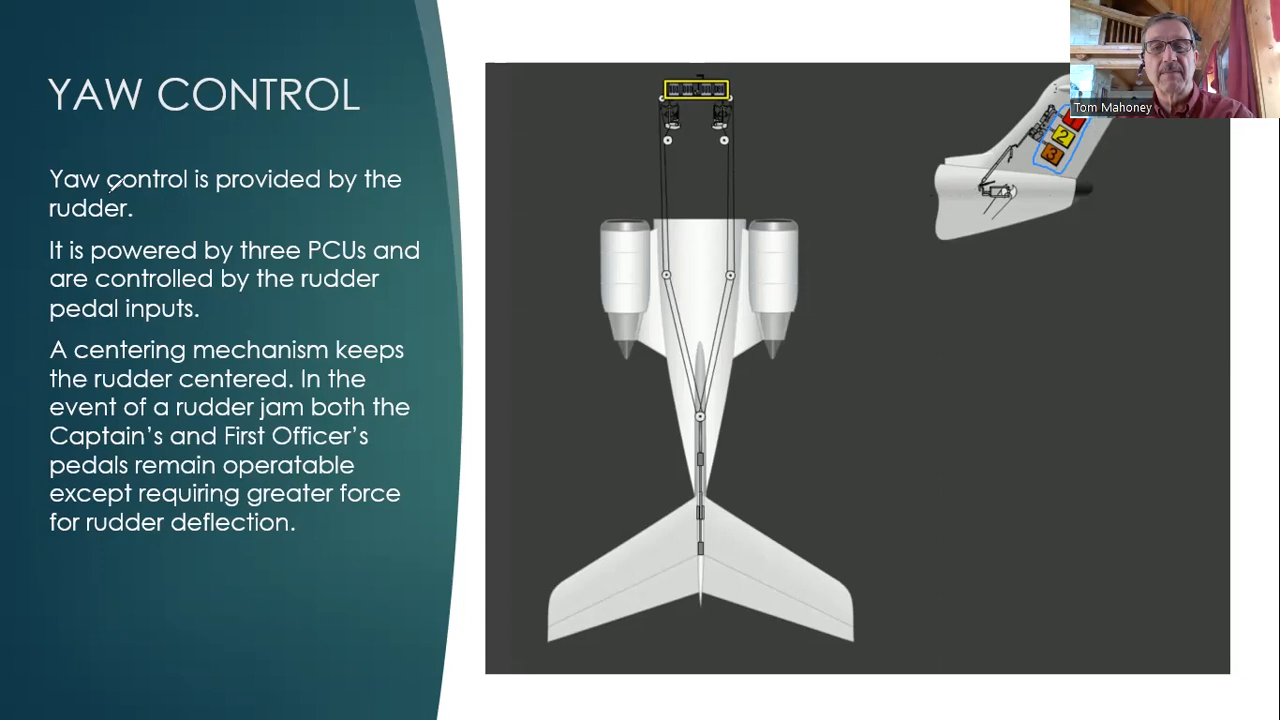 YAW CONTROL
Yaw control is provided by the
rudder.
It is powered by three PCUs and
are controlled by the rudder
pedal inputs.
A centering mechanism keeps
the rudder centered. In the
event of a rudder jam both the
Captain's and First Officer's
pedals remain operatable
except requiring greater force
for rudder deflection.
Tom Mahoney
2
3